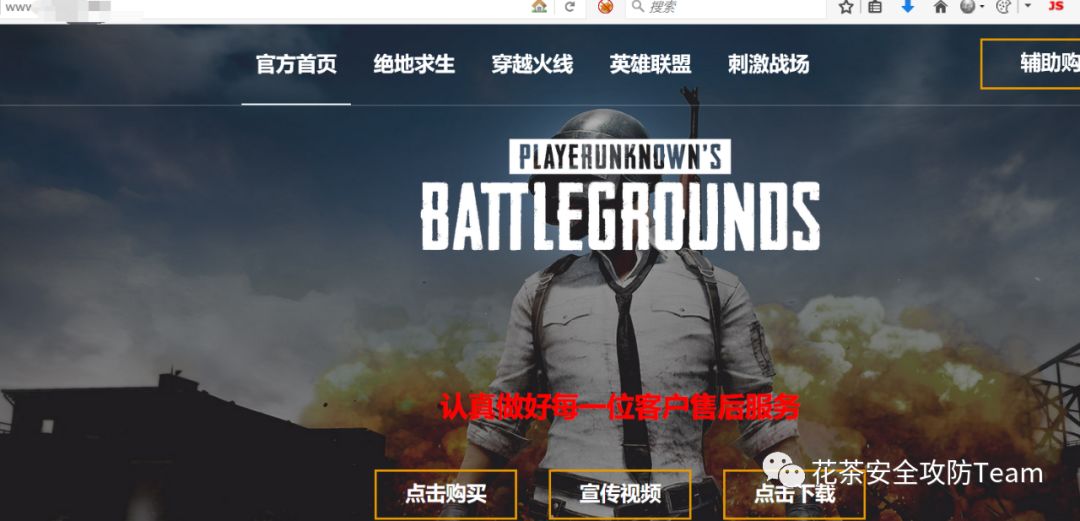 www
搜索
JS
官方首页 绝地求生 穿越火线 英雄联盟 刺激战场 辅助购
PLAYERUNKNOWN'S
BATTLEGROUNDS
认真做好每一位客户售后服务
点击购买 宣传视频 点击下载
花茶安全攻防Team